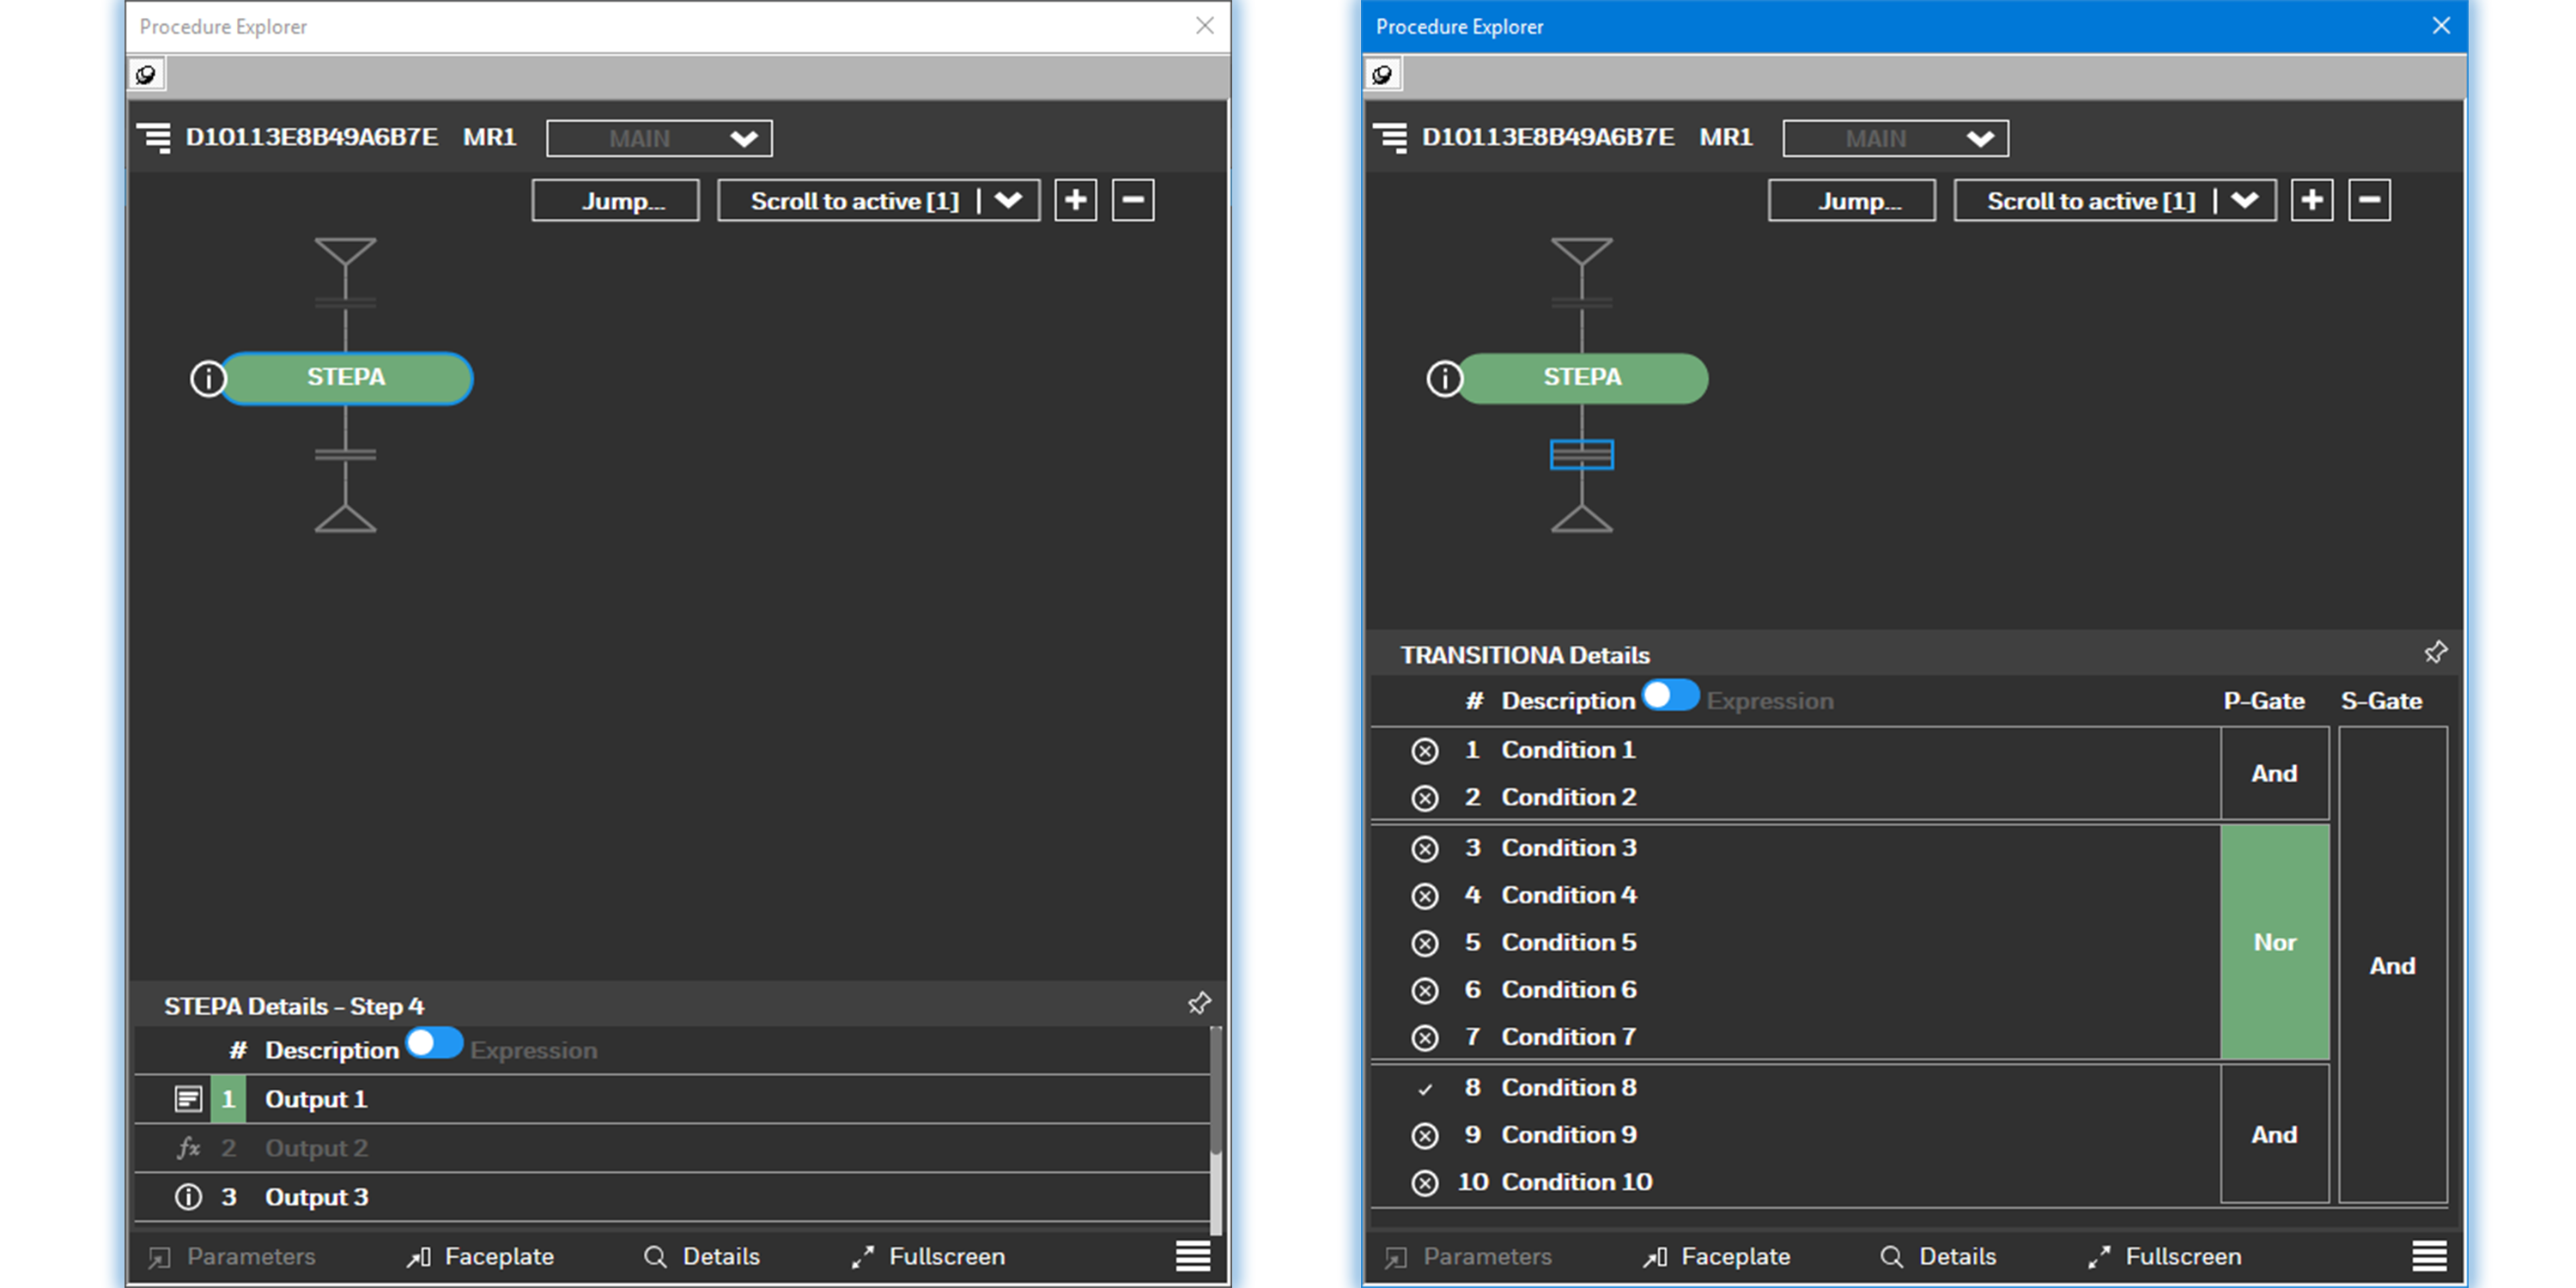 Procedure Explorer
D10113E8B49A6B7E MR1 MAIN
Jump... Scroll to active [1]
STEPA
STEPA Details - Step 4
# Description Expression
1 Output 1
fx 2 Output 2
3 Output 3
Parameters Faceplate Details Fullscreen
Procedure Explorer
D10113E8B49A6B7E MR1 MAIN
Jump... Scroll to active [1]
STEPA
TRANSITIONA Details
# Description Expression P-Gate S-Gate
1 Condition 1
And
2 Condition 2
3 Condition 3
4 Condition 4
5 Condition 5
Nor
And
6 Condition 6
7 Condition 7
8 Condition 8
9 Condition 9
And
10 Condition 10
Parameters Faceplate Details Fullscreen